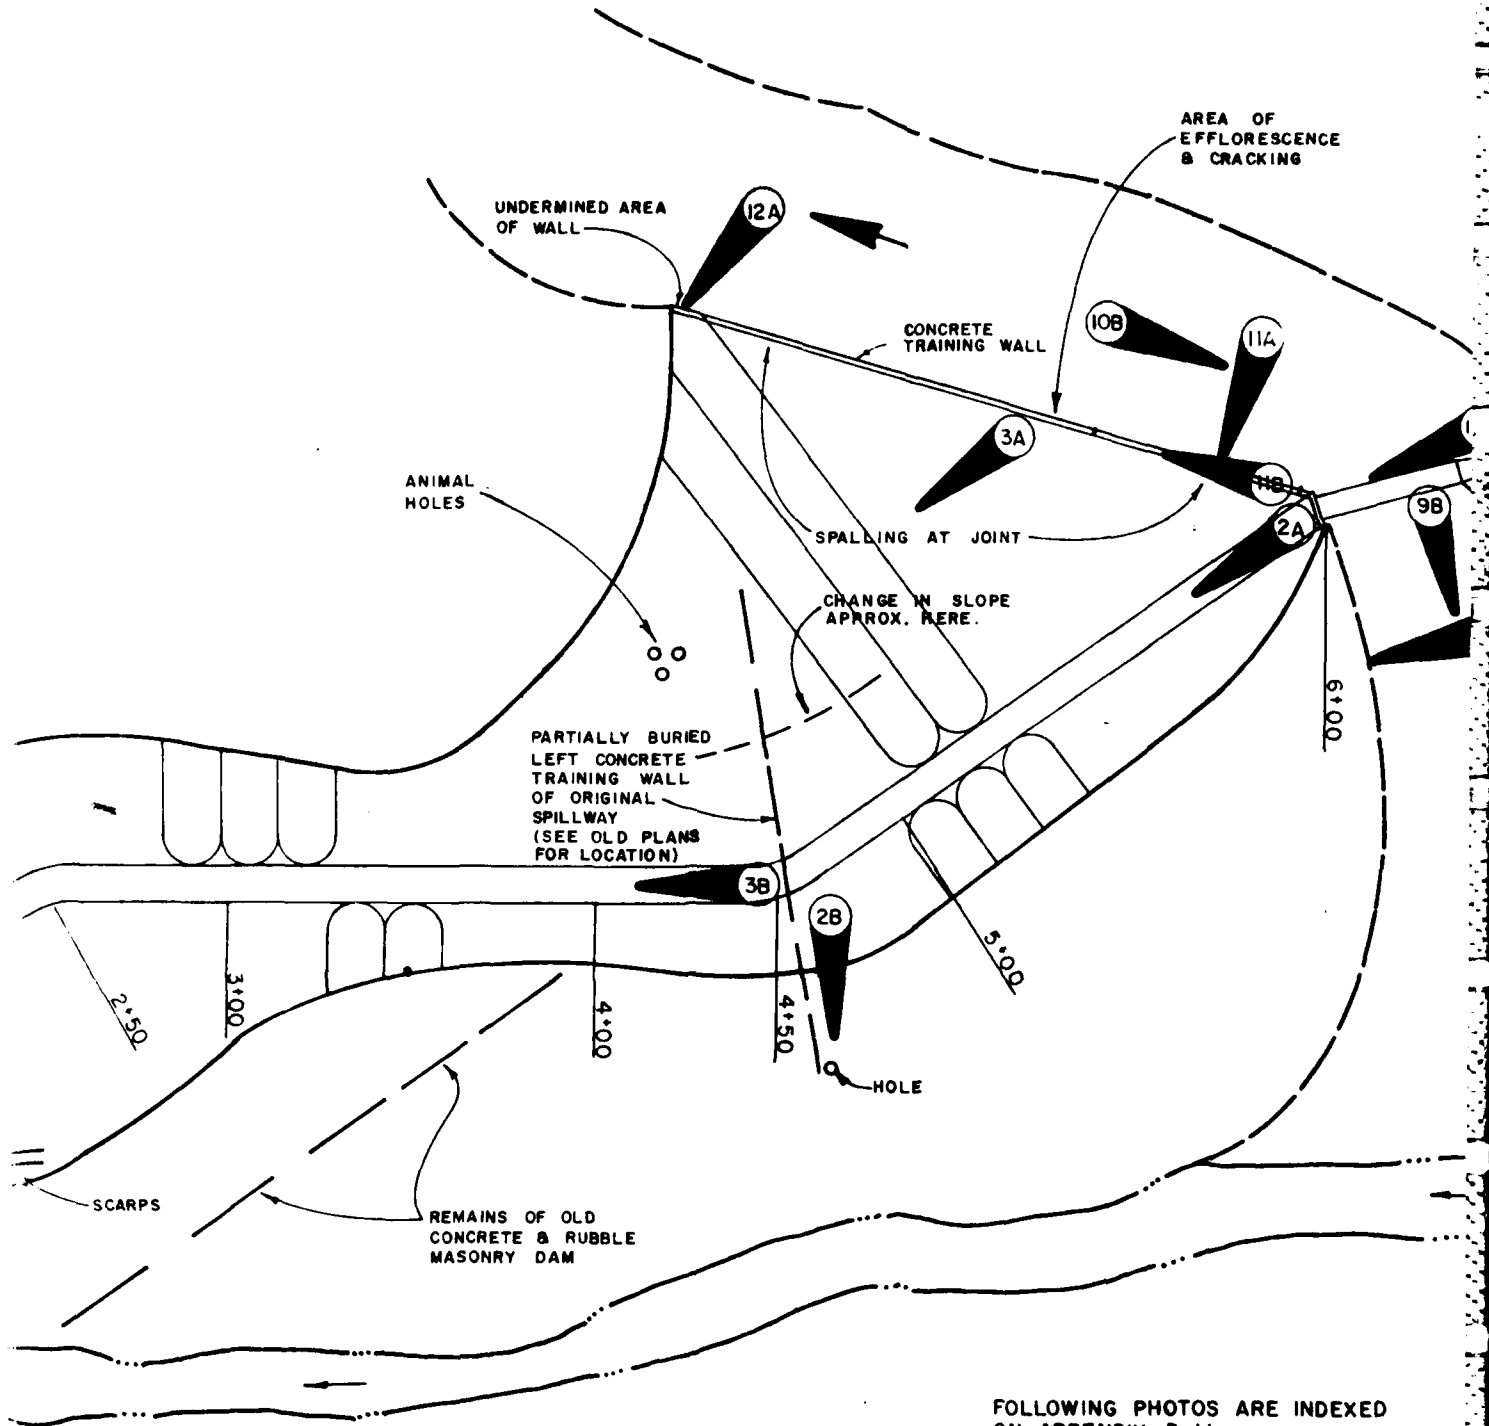 AREA OF
EFFLORESCENCE
& CRACKING
UNDERMINED AREA
OF WALL
12A
CONCRETE
TRAINING WALL
10B
11A
3A
1
ANIMAL
HOLES
11B
9B
SPALLING AT JOINT
2A
CHANGE IN SLOPE
APPROX. HERE.
6+00
PARTIALLY BURIED
LEFT CONCRETE
TRAINING WALL
OF ORIGINAL
SPILLWAY
(SEE OLD PLANS
FOR LOCATION)
3B
2B
5+00
2+50
3+00
4+00
4+50
HOLE
SCARPS
REMAINS OF OLD
CONCRETE & RUBBLE
MASONRY DAM
FOLLOWING PHOTOS ARE INDEXED
ON APPENDIX